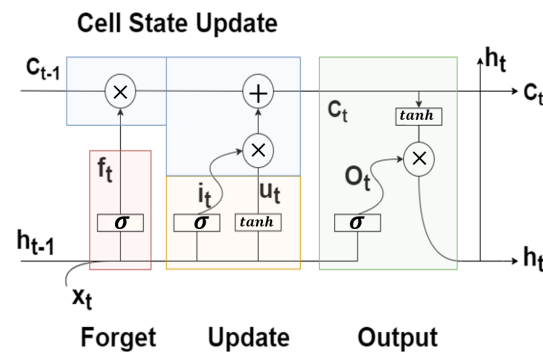 Cell State Update
C_{t-1}
h_t
×
+
C_t
C_t
tanh
f_t
×
×
i_t
u_t
O_t
σ
σ
tanh
σ
h_{t-1}
h_t
x_t
Forget
Update
Output